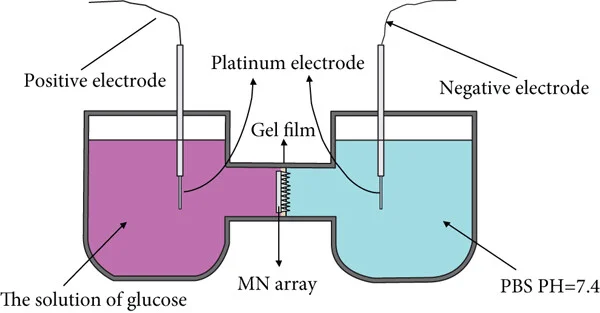 Platinum electrode
Positive electrode
Negative electrode
Gel film
MN array
PBS PH=7.4
The solution of glucose